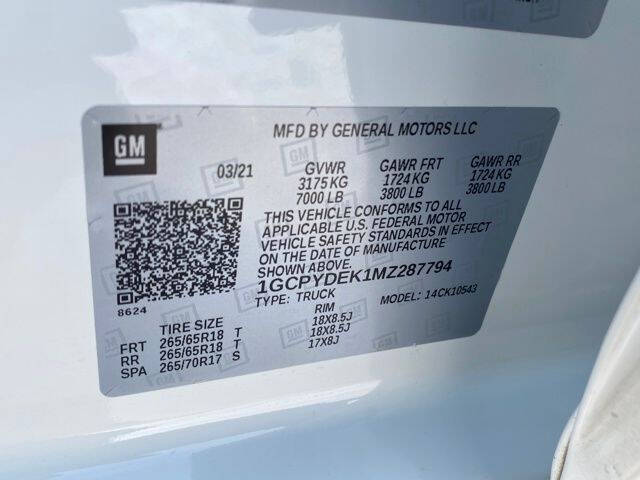 GM
MFD BY GENERAL MOTORS LLC
03/21 GVWR GAWR FRT GAWR RR
3175 KG 1724 KG 1724 KG
7000 LB 3800 LB 3800 LB
THIS VEHICLE CONFORMS TO ALL
APPLICABLE U.S. FEDERAL MOTOR
VEHICLE SAFETY STANDARDS IN EFFECT
ON THE DATE OF MANUFACTURE
SHOWN ABOVE.
8624
1GCPYDEK1MZ287794
TYPE: TRUCK MODEL: 14CK10543
TIRE SIZE RIM
FRT 265/65R18 T 18X8.5J
RR 265/65R18 T 18X8.5J
SPA 265/70R17 S 17X8J